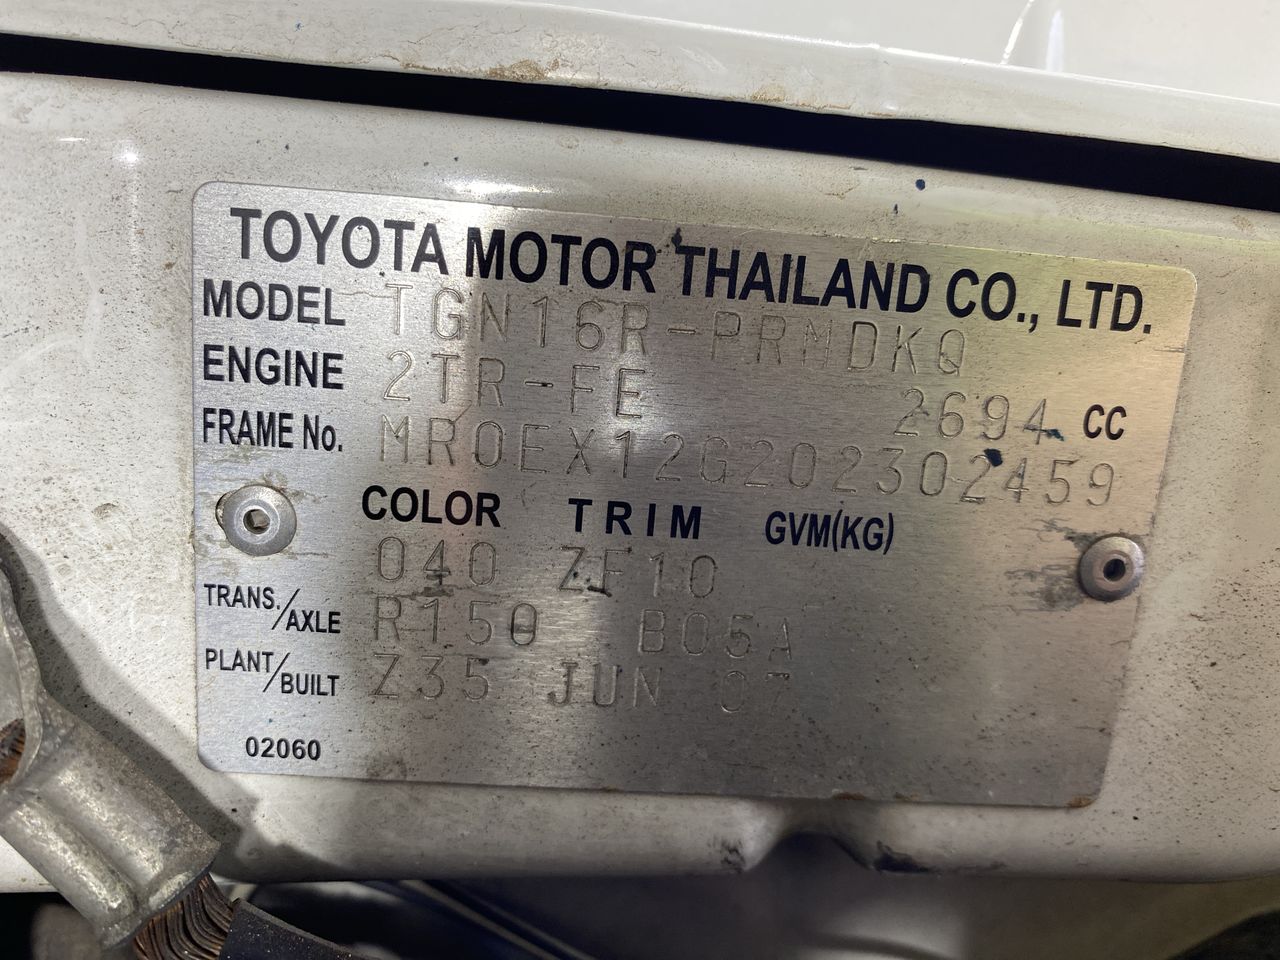 TOYOTA MOTOR THAILAND CO., LTD.
MODEL TGN16R-PRMDKQ
ENGINE 2TR-FE 2694 CC
FRAME No. MR0EX12G202302459
COLOR TRIM GVM(KG)
040 ZF10
TRANS./AXLE R150 B05A
PLANT/BUILT Z35 JUN 07
02060